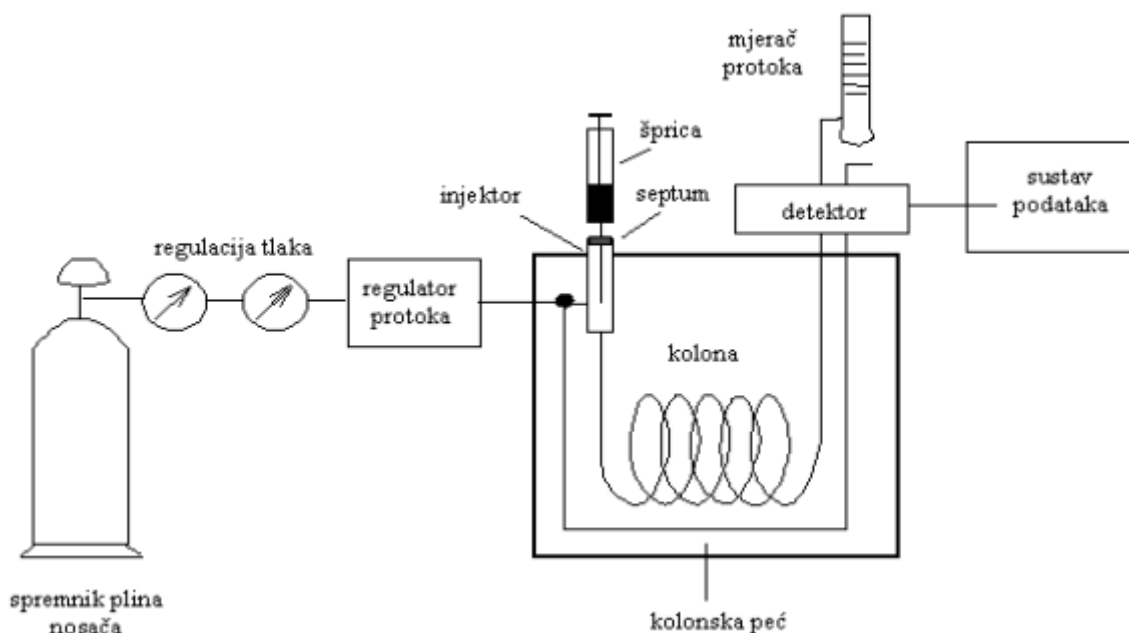 mjerač
protoka
šprica
injektor
septum
detektor
sustav
podataka
regulacija tlaka
regulator
protoka
kolona
spremnik plina
nosača
kolonska peć